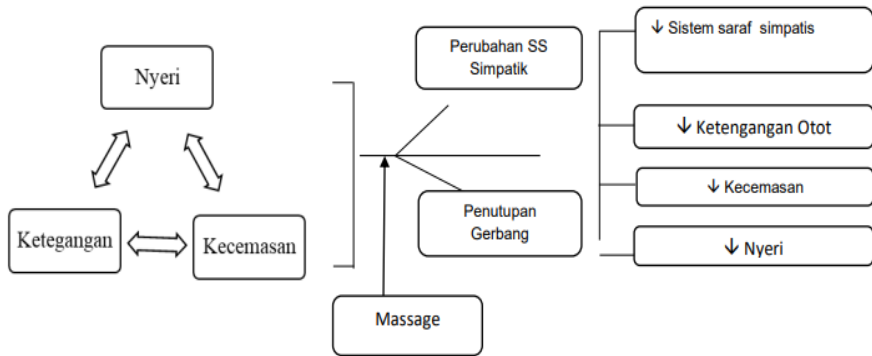 Nyeri
Ketegangan
Kecemasan
Perubahan SS
Simpatik
Penutupan
Gerbang
Massage
↓ Sistem saraf simpatis
↓ Ketengangan Otot
↓ Kecemasan
↓ Nyeri